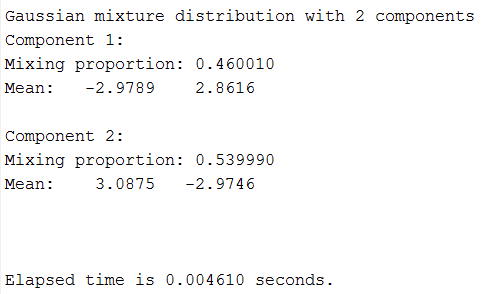 Gaussian mixture distribution with 2 components
Component 1:
Mixing proportion: 0.460010
Mean: -2.9789 2.8616
Component 2:
Mixing proportion: 0.539990
Mean: 3.0875 -2.9746
Elapsed time is 0.004610 seconds.